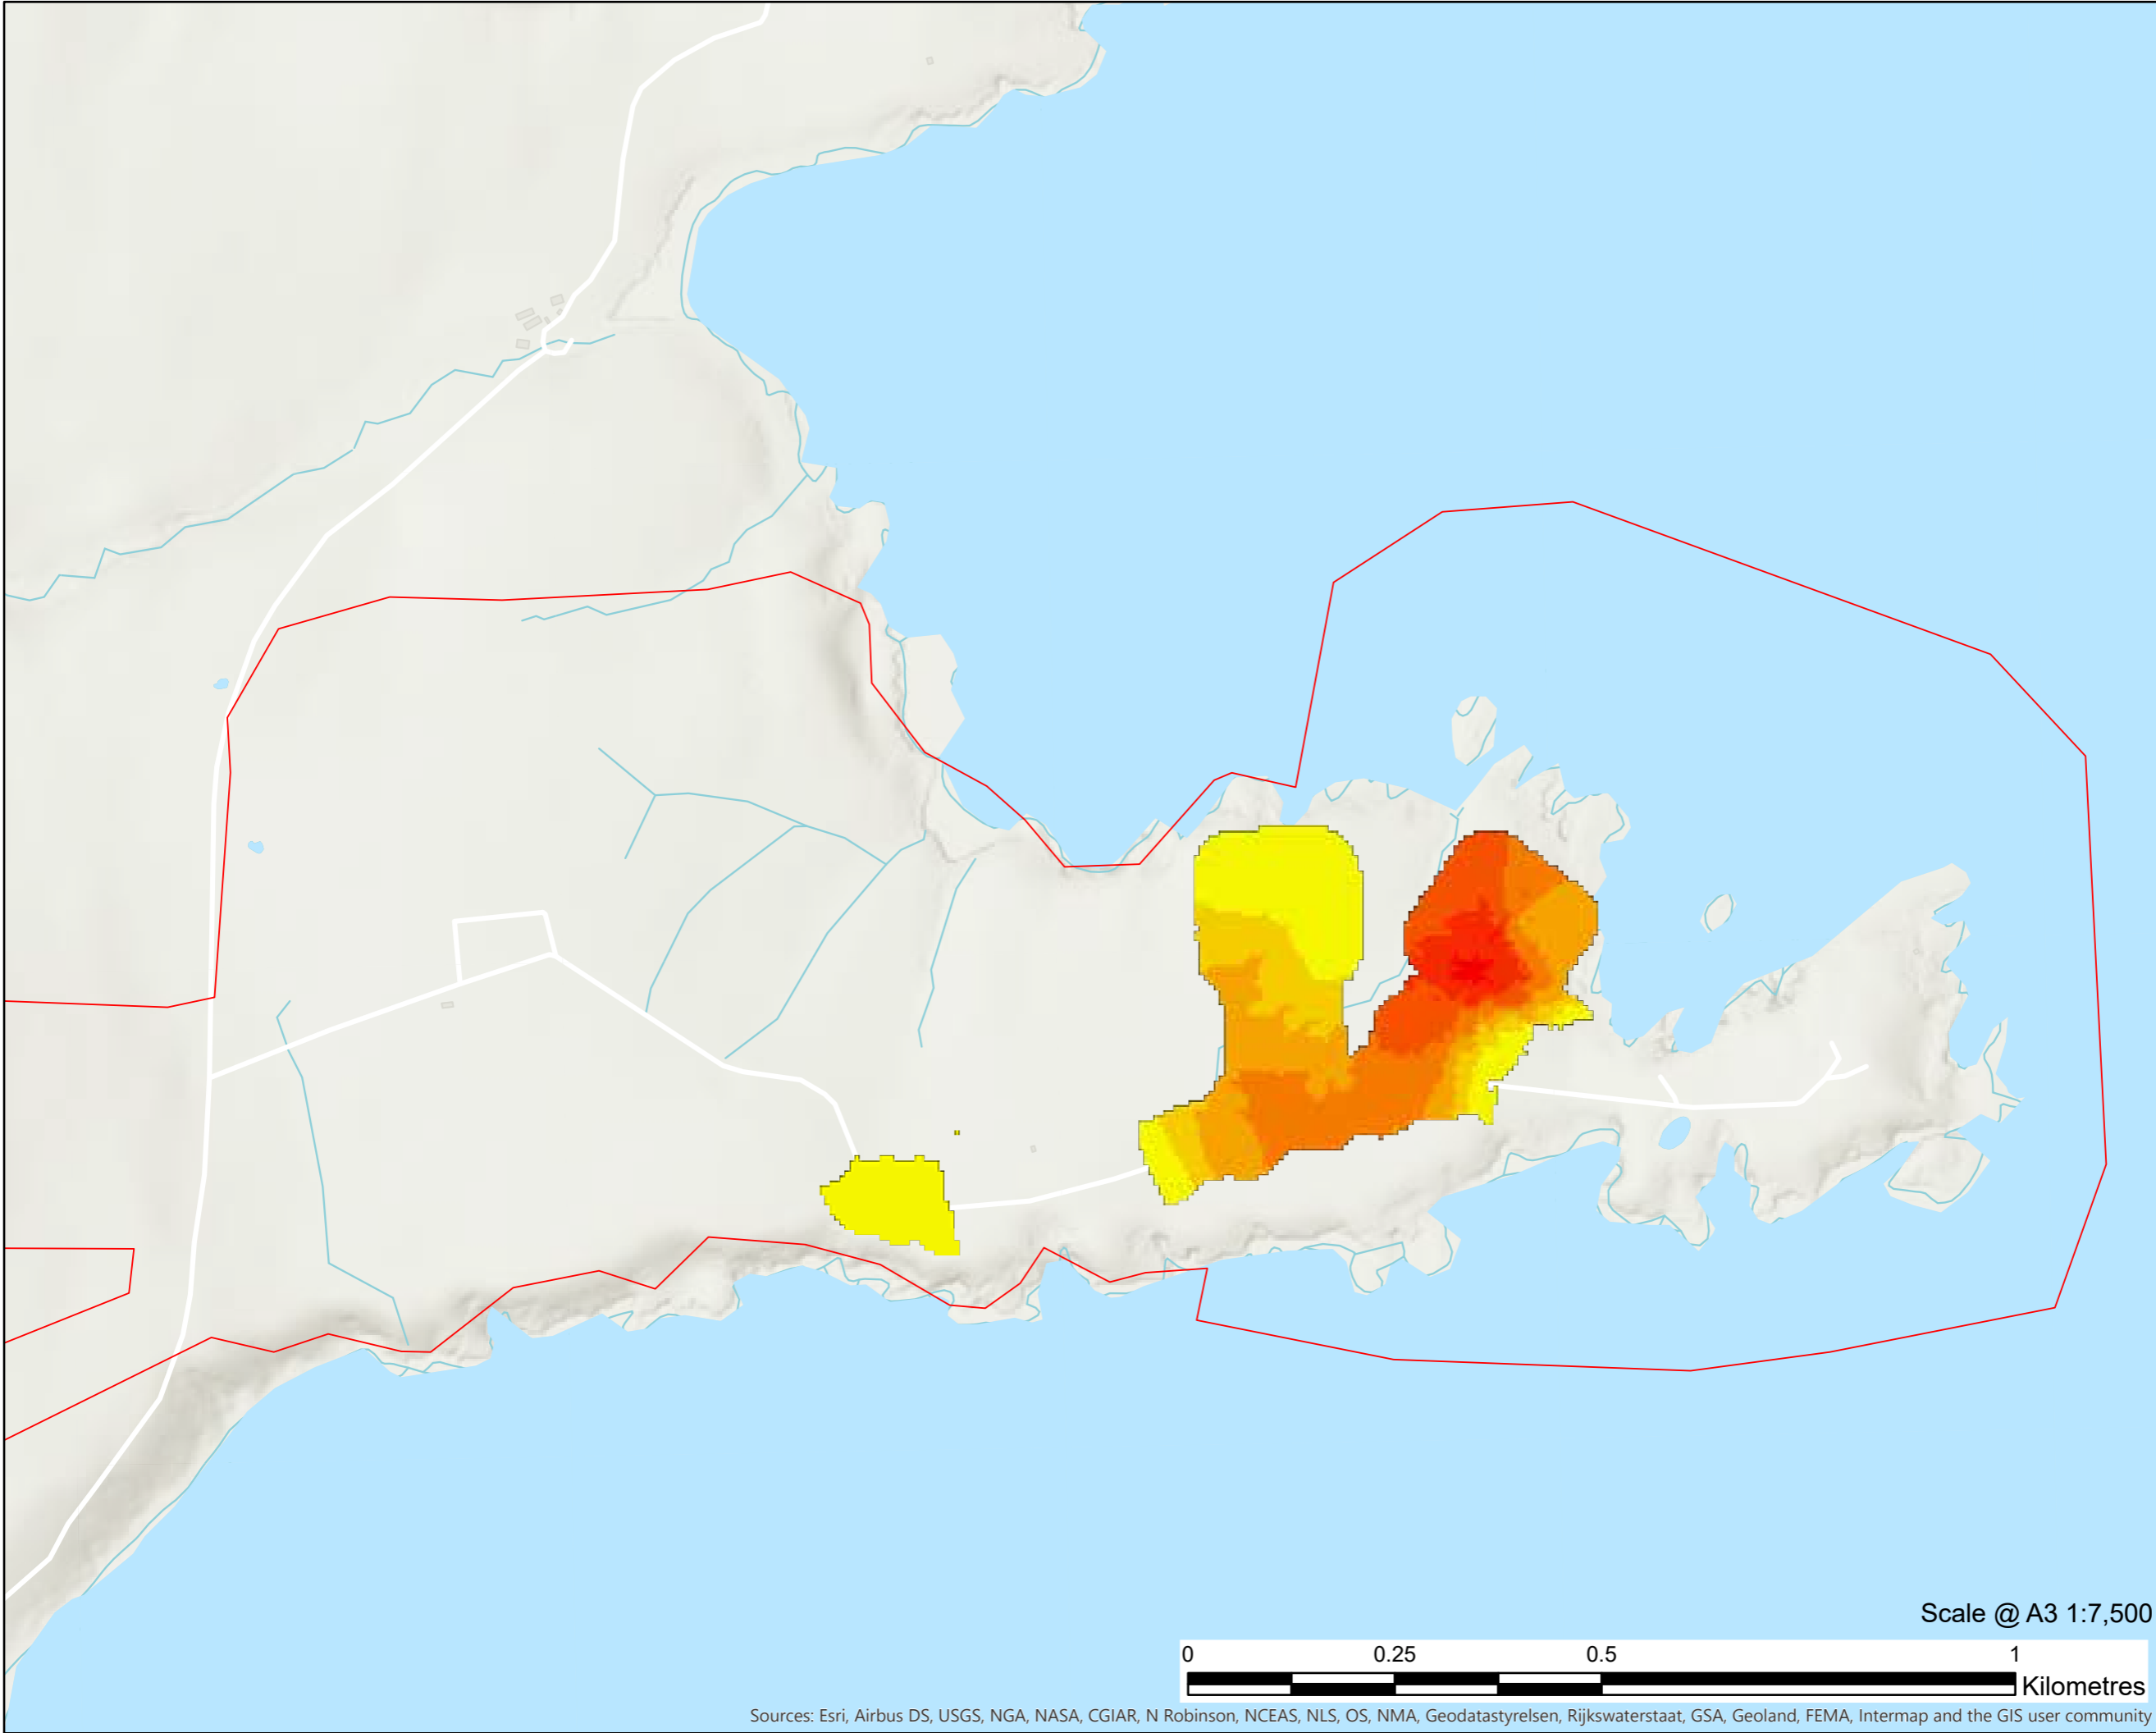 Scale @ A3 1:7,500
0 0.25 0.5 1
Kilometres
Sources: Esri, Airbus DS, USGS, NGA, NASA, CGIAR, N Robinson, NCEAS, NLS, OS, NMA, Geodatastyrelsen, Rijkswaterstaat, GSA, Geoland, FEMA, Intermap and the GIS user community